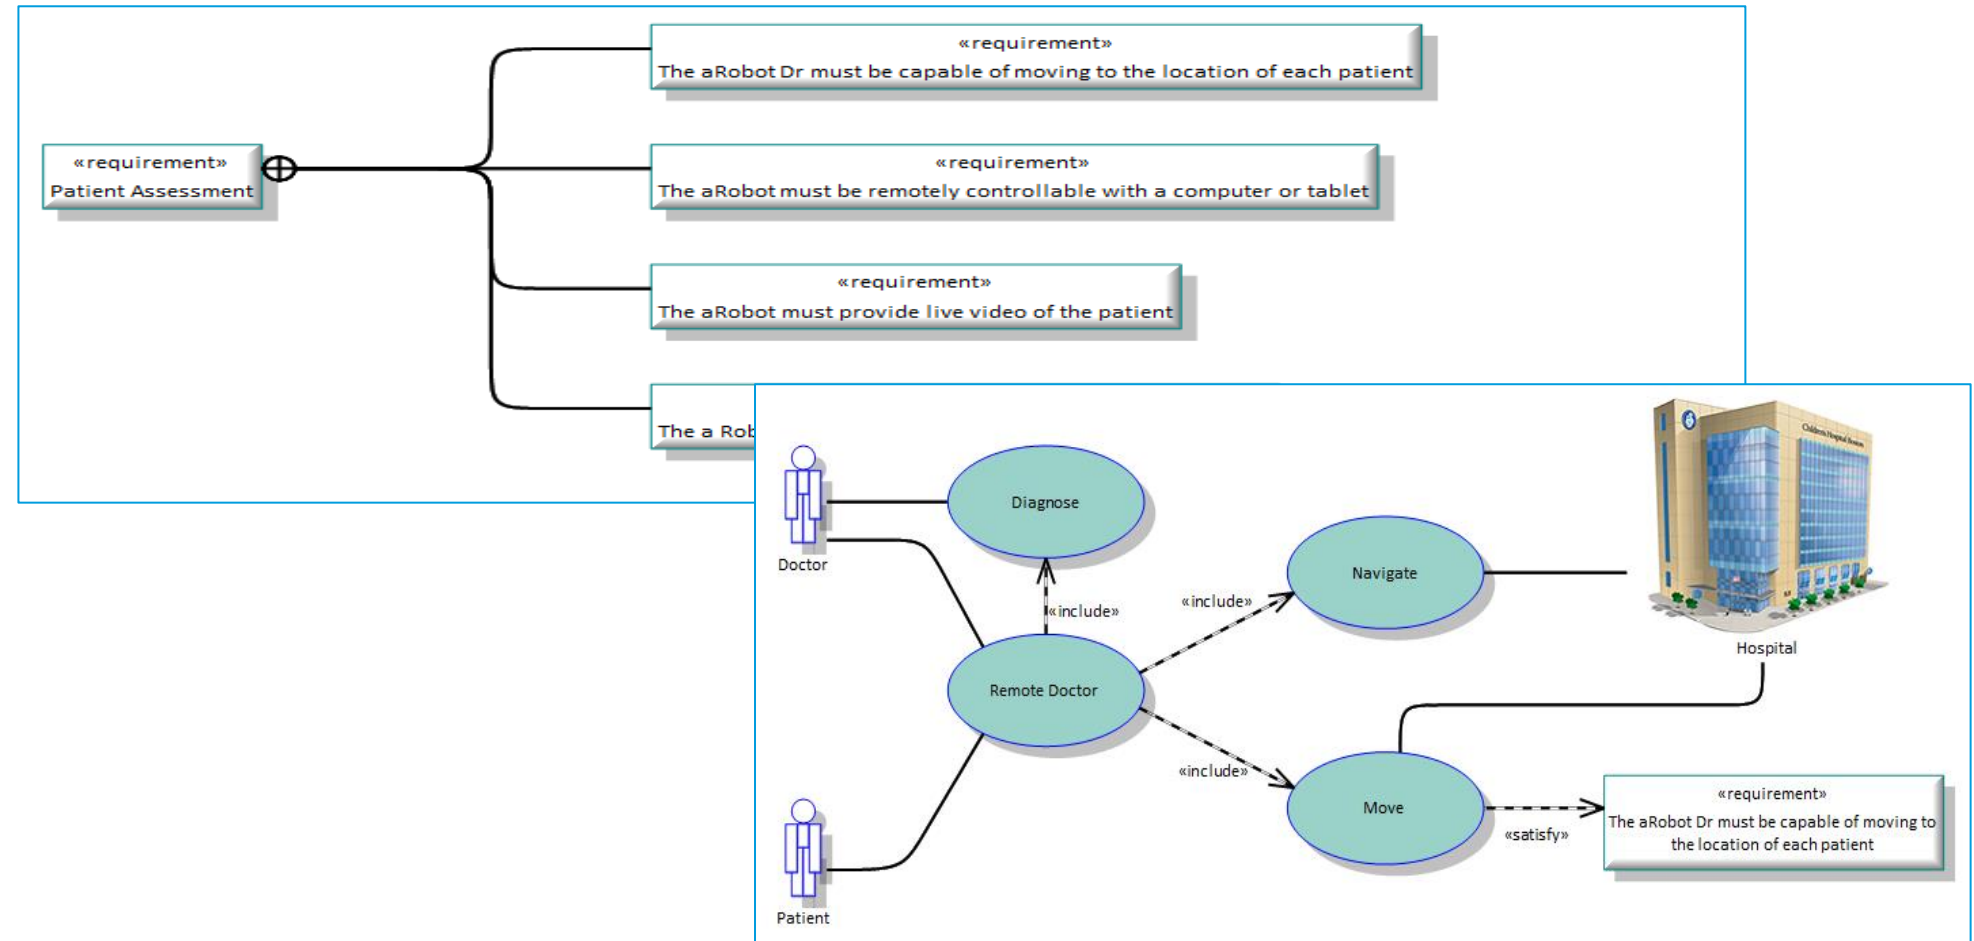 «requirement»
The aRobot Dr must be capable of moving to the location of each patient
«requirement»
Patient Assessment
«requirement»
The aRobot must be remotely controllable with a computer or tablet
«requirement»
The aRobot must provide live video of the patient
The a Rob
Doctor
Diagnose
«include»
Remote Doctor
«include»
Navigate
Children's Hospital Boston
Hospital
«include»
Move
«satisfy»
«requirement»
The aRobot Dr must be capable of moving to
the location of each patient
Patient